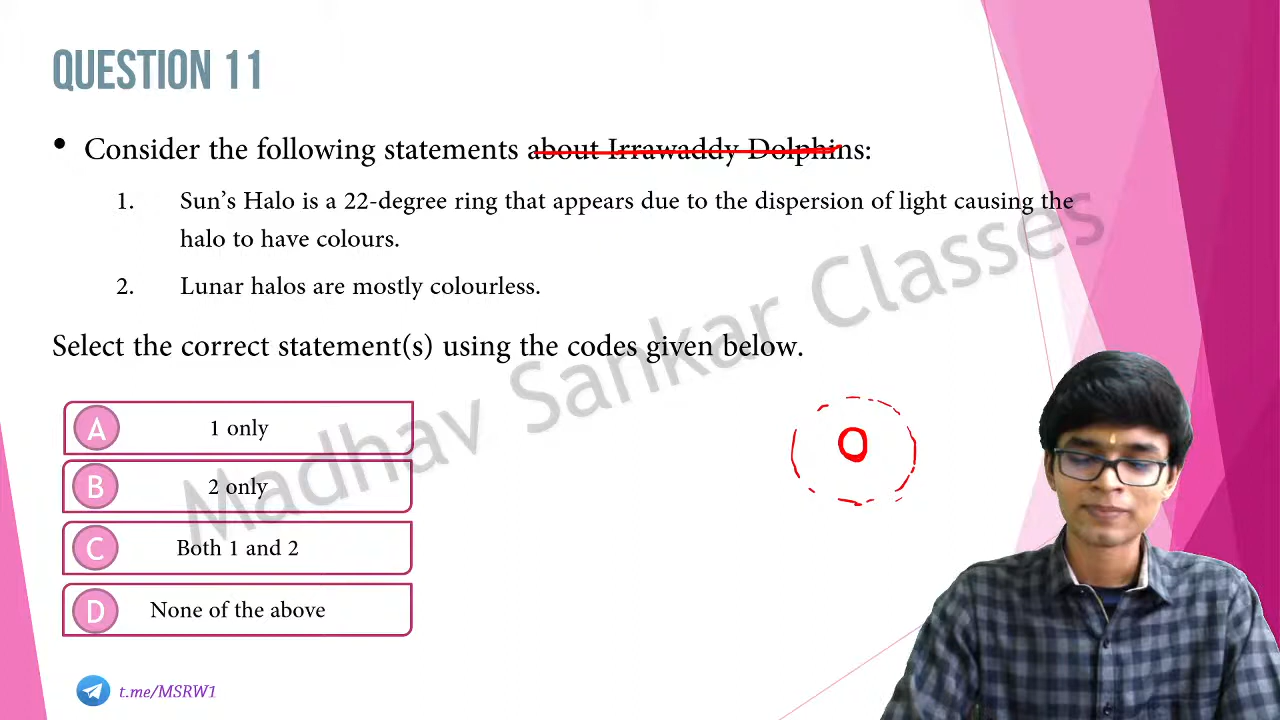 QUESTION 11
• Consider the following statements about Irrawaddy Dolphins:
1. Sun's Halo is a 22-degree ring that appears due to the dispersion of light causing the
halo to have colours.
2. Lunar halos are mostly colourless.
Select the correct statement(s) using the codes given below.
A 1 only
B 2 only
C Both 1 and 2
D None of the above
Madhav Sankar Classes
t.me/MSRW1